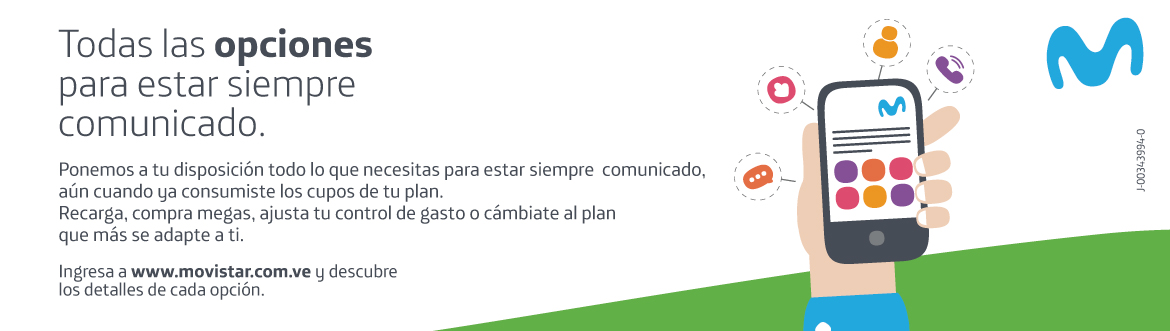 Todas las opciones
para estar siempre
comunicado.
Ponemos a tu disposición todo lo que necesitas para estar siempre comunicado,
aún cuando ya consumiste los cupos de tu plan.
Recarga, compra megas, ajusta tu control de gasto o cámbiate al plan
que más se adapte a ti.
Ingresa a www.movistar.com.ve y descubre
los detalles de cada opción.
J-00343994-0